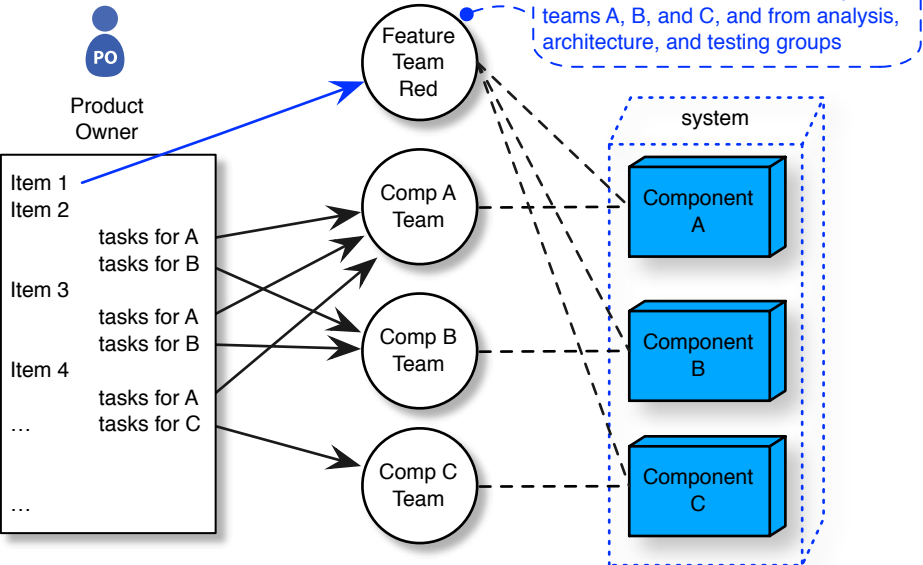 teams A, B, and C, and from analysis,
architecture, and testing groups
PO
Product
Owner
Feature
Team
Red
system
Item 1
Item 2
tasks for A
tasks for B
Item 3
tasks for A
tasks for B
Item 4
tasks for A
...
tasks for C
...
Comp A
Team
Comp B
Team
Comp C
Team
Component
A
Component
B
Component
C